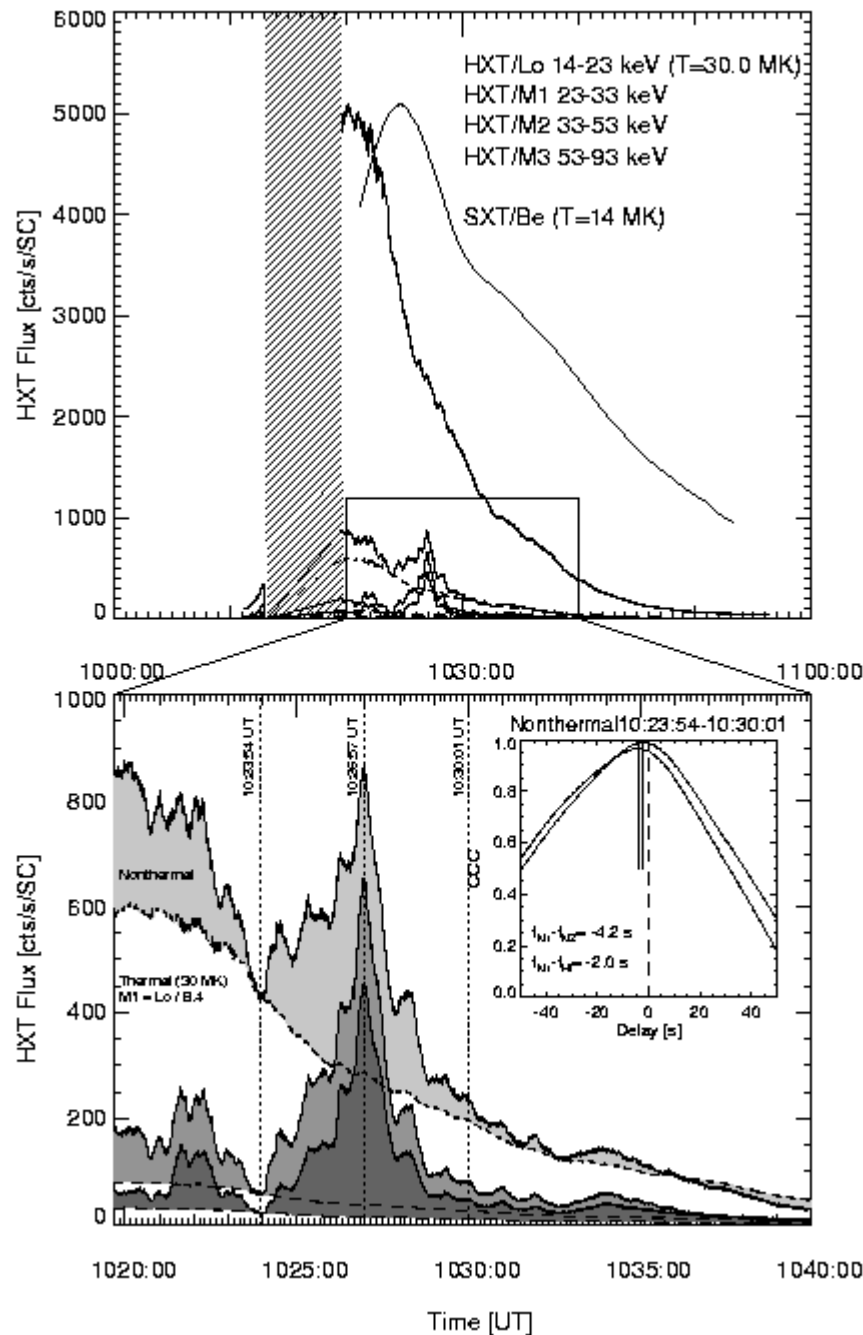 6000
5000
4000
3000
2000
1000
0
HXT Flux [cts/s/SC]
HXT/Lo 14-23 keV (T=30.0 MK)
HXT/M1 23-33 keV
HXT/M2 33-53 keV
HXT/M3 53-93 keV
SXT/Be (T=14 MK)
1000:00
1030:00
1100:00
1000
800
600
400
200
0
HXT Flux [cts/s/SC]
10:23:54 UT
10:26:57 UT
10:30:01 UT
Nonthermal
Thermal (30 MK)
M1 = Lo / 8.4
Nonthermal10:23:54-10:30:01
1.0
0.8
0.6
0.4
0.2
0.0
CCC
= -4.2 s
= -2.0 s
-40
-20
0
20
40
Delay [s]
1020:00
1025:00
1030:00
1035:00
1040:00
Time [UT]